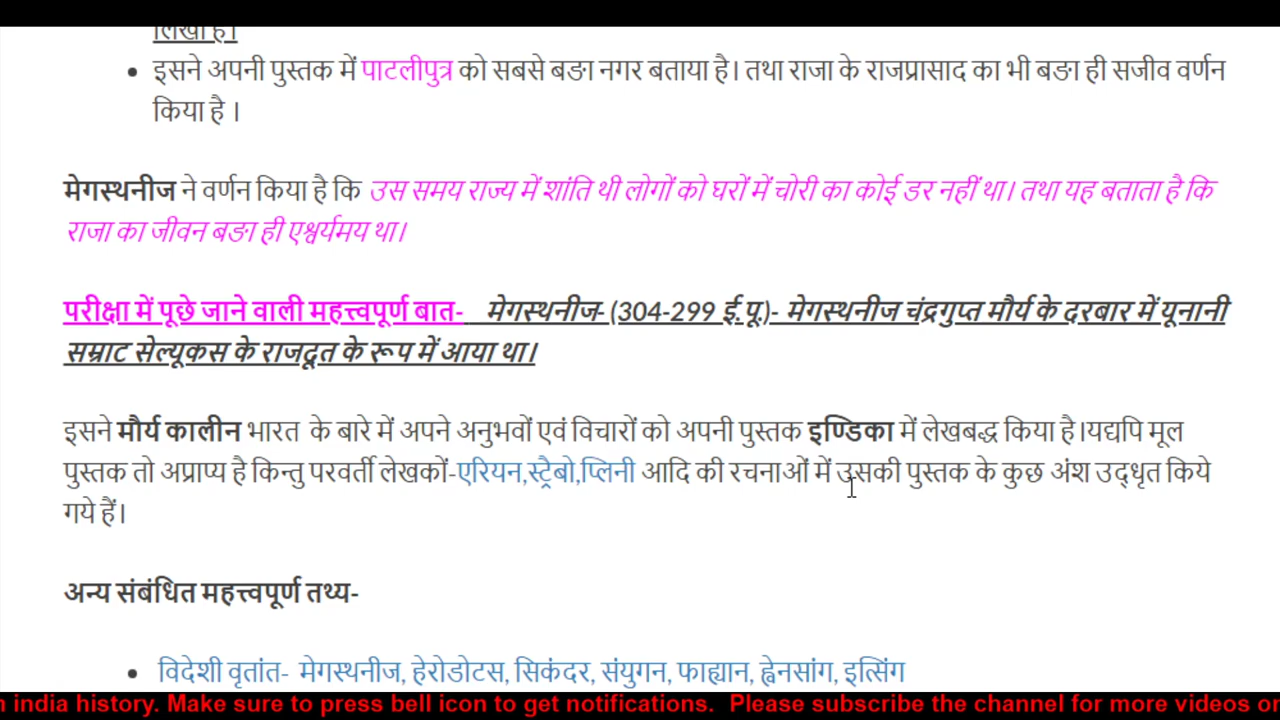 लिखा है।
इसने अपनी पुस्तक में पाटलीपुत्र को सबसे बङा नगर बताया है। तथा राजा के राजप्रासाद का भी बङा ही सजीव वर्णन
किया है ।
मेगस्थनीज ने वर्णन किया है कि उस समय राज्य में शांति थी लोगों को घरों में चोरी का कोई डर नहीं था। तथा यह बताता है कि
राजा का जीवन बङा ही एश्वर्यमय था।
परीक्षा में पूछे जाने वाली महत्त्वपूर्ण बात- मेगस्थनीज- (304-299 ई.पू.)- मेगस्थनीज चंद्रगुप्त मौर्य के दरबार में यूनानी
सम्राट सेल्यूकस के राजदूत के रूप में आया था।
इसने मौर्य कालीन भारत के बारे में अपने अनुभवों एवं विचारों को अपनी पुस्तक इण्डिका में लेखबद्ध किया है।यद्यपि मूल
पुस्तक तो अप्राप्य है किन्तु परवर्ती लेखकों-एरियन,स्ट्रैबो,प्लिनी आदि की रचनाओं में उसकी पुस्तक के कुछ अंश उद्धृत किये
गये हैं।
अन्य संबंधित महत्त्वपूर्ण तथ्य-
विदेशी वृतांत- मेगस्थनीज, हेरोडोटस, सिकंदर, संयुगन, फाह्यान, ह्वेनसांग, इत्सिंग
india history. Make sure to press bell icon to get notifications. Please subscribe the channel for more videos on